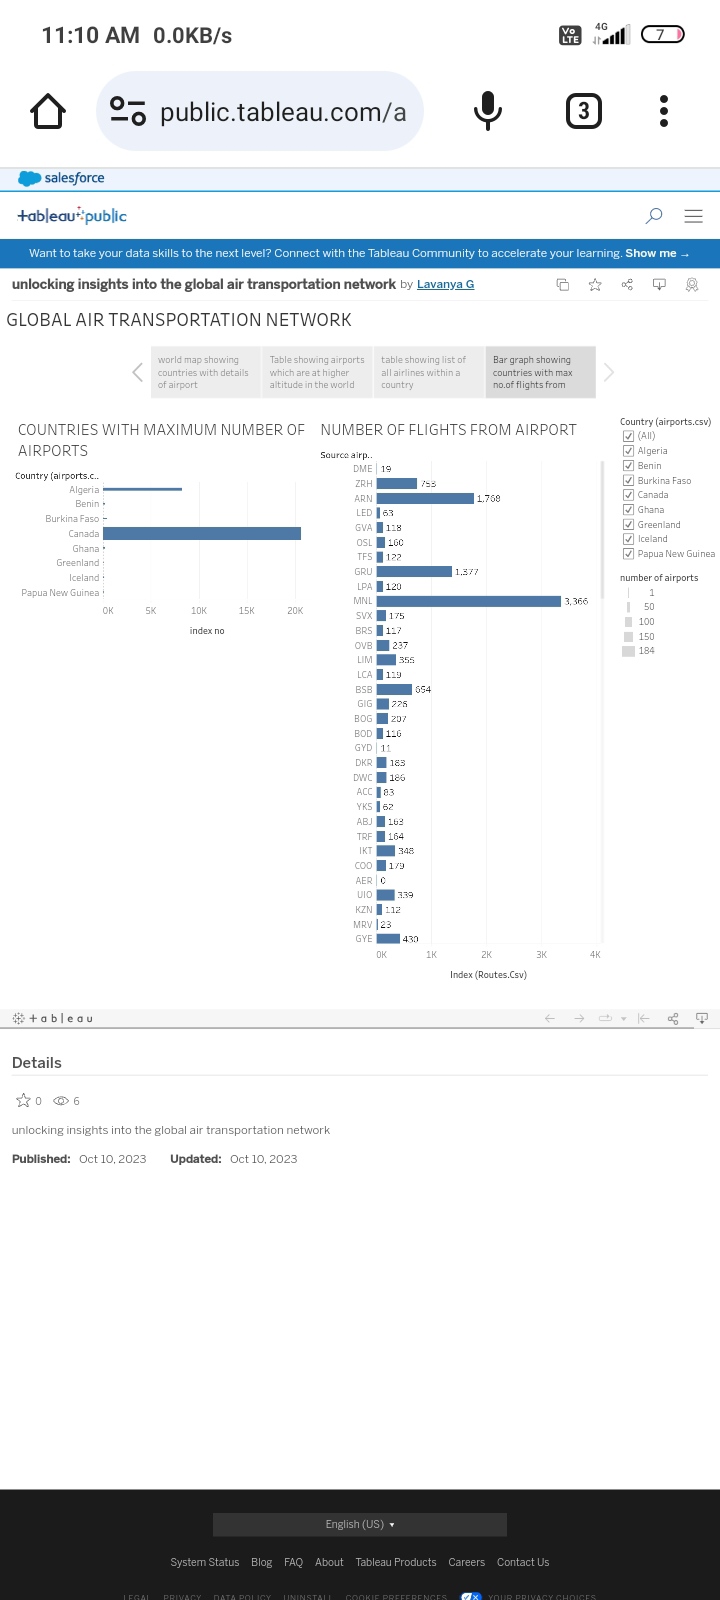 11:10 AM 0.0KB/s
Vo LTE 4G 7
public.tableau.com/a
3
salesforce
+ableau public
Want to take your data skills to the next level? Connect with the Tableau Community to accelerate your learning. Show me →
unlocking insights into the global air transportation network by Lavanya G
GLOBAL AIR TRANSPORTATION NETWORK
world map showing countries with details of airport
Table showing airports which are at higher altitude in the world
table showing list of all airlines within a country
Bar graph showing countries with max no.of flights from
COUNTRIES WITH MAXIMUM NUMBER OF
AIRPORTS
Country (airports.c..
Algeria
Benin
Burkina Faso
Canada
Ghana
Greenland
Iceland
Papua New Guinea
0K 5K 10K 15K 20K
index no
NUMBER OF FLIGHTS FROM AIRPORT
Source airp..
DME 19
ZRH 753
ARN 1,768
LED 63
GVA 118
OSL 160
TFS 122
GRU 1,377
LPA 120
MNL 3,366
SVX 175
BRS 117
OVB 237
LIM 355
LCA 119
BSB 654
GIG 226
BOG 207
BOD 116
GYD 11
DKR 183
DWC 186
ACC 83
YKS 62
ABJ 163
TRF 164
IKT 348
COO 179
AER 0
UIO 339
KZN 112
MRV 23
GYE 430
0K 1K 2K 3K 4K
Index (Routes.Csv)
Country (airports.csv)
(All)
Algeria
Benin
Burkina Faso
Canada
Ghana
Greenland
Iceland
Papua New Guinea
number of airports
1
50
100
150
184
+ableau
Details
0 6
unlocking insights into the global air transportation network
Published: Oct 10, 2023 Updated: Oct 10, 2023
English (US)
System Status Blog FAQ About Tableau Products Careers Contact Us
LEGAL PRIVACY DATA POLICY UNINSTALL COOKIE PREFERENCES YOUR PRIVACY CHOICES